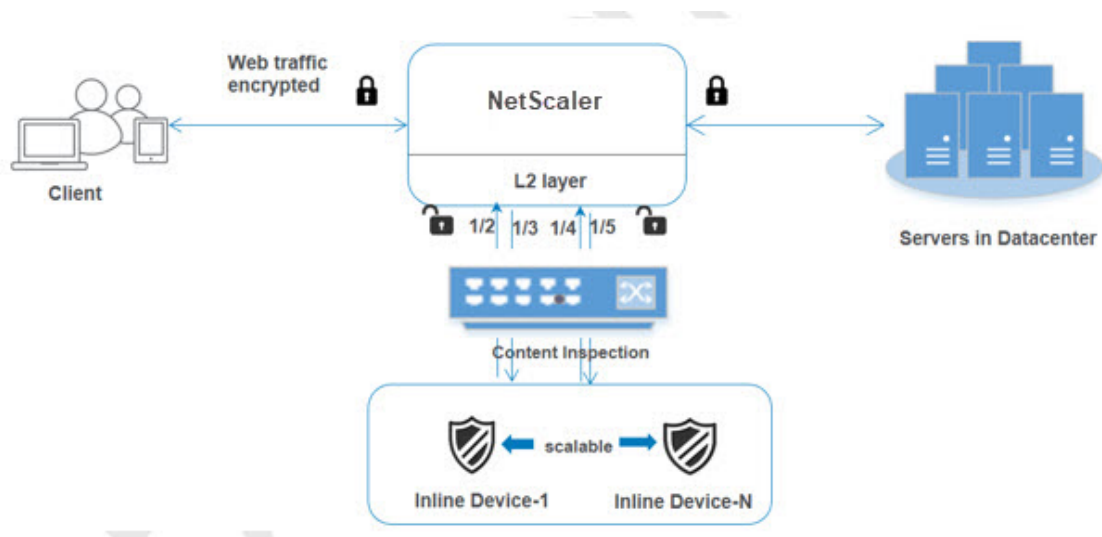 Web traffic
encrypted
NetScaler
L2 layer
Client
1/2 1/3 1/4 1/5
Servers in Datacenter
Content Inspection
scalable
Inline Device-1
Inline Device-N